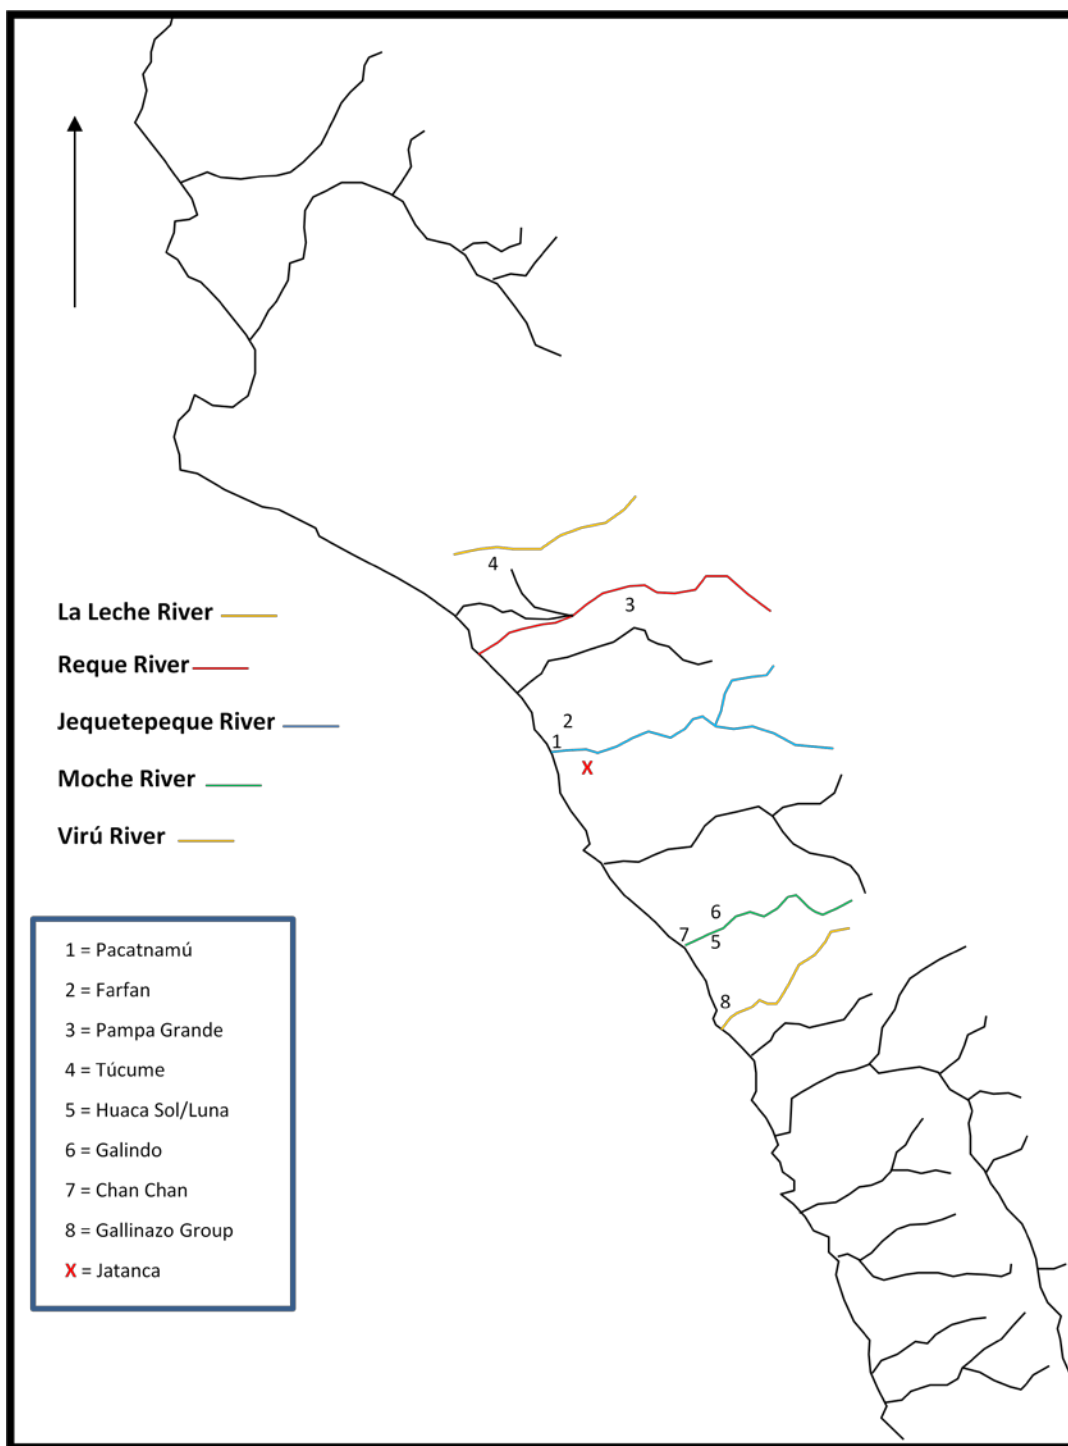 4
3
2
1
X
6
7
5
8
La Leche River
Reque River
Jequetepeque River
Moche River
Virú River
1 = Pacatnamú
2 = Farfan
3 = Pampa Grande
4 = Túcume
5 = Huaca Sol/Luna
6 = Galindo
7 = Chan Chan
8 = Gallinazo Group
X = Jatanca